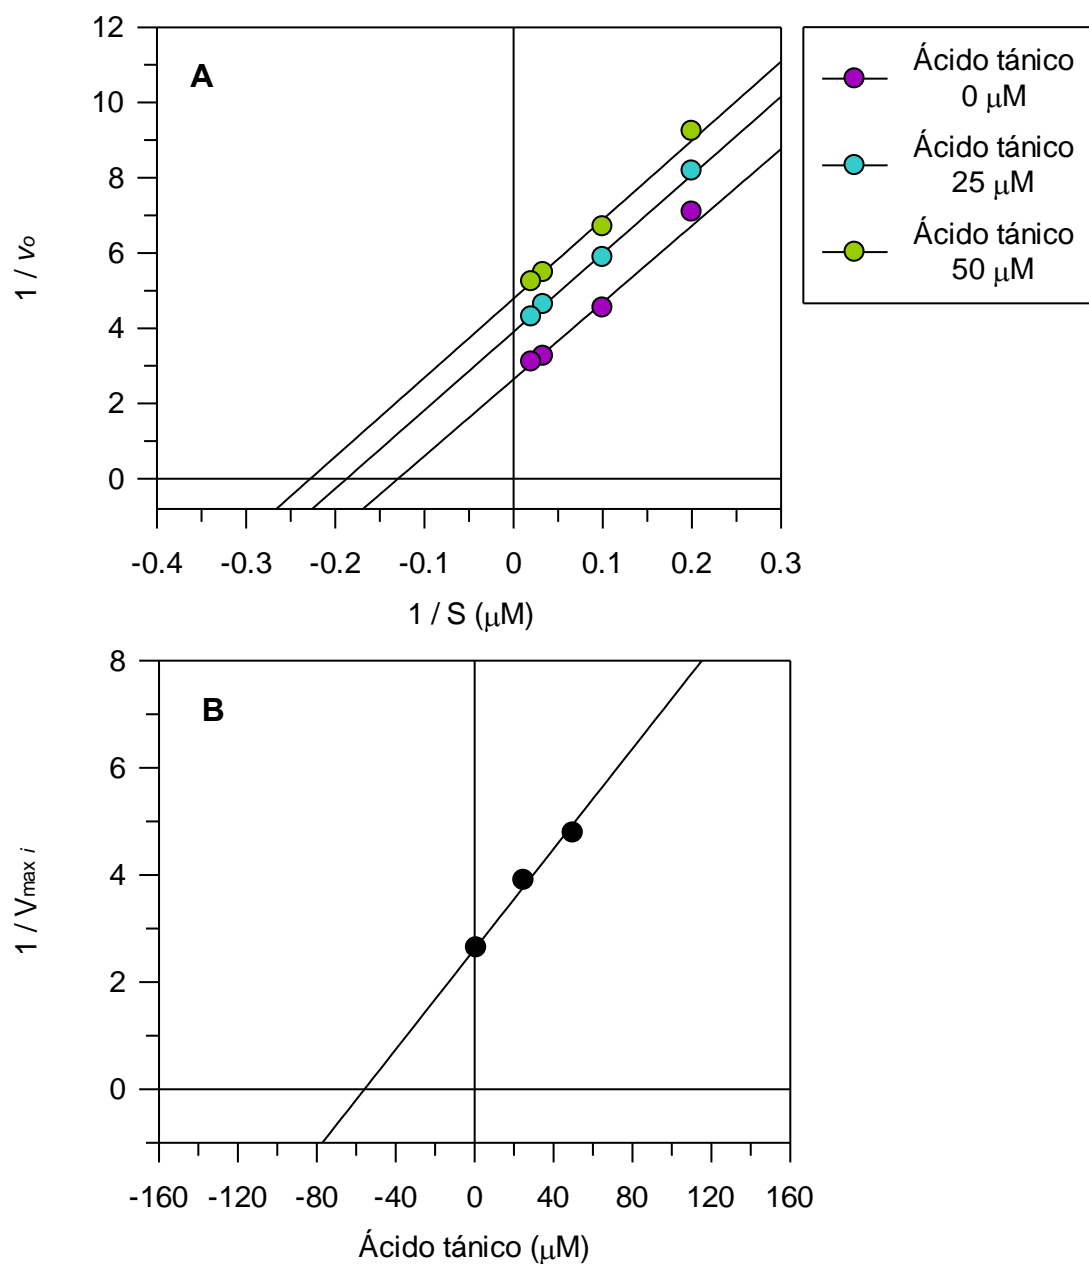 12
10
8
6
4
2
0
1 / vo
A
-0.4 -0.3 -0.2 -0.1 0 0.1 0.2 0.3
1 / S (μM)
Ácido tánico
0 μM
Ácido tánico
25 μM
Ácido tánico
50 μM
8
6
4
2
0
1 / Vmax i
B
-160 -120 -80 -40 0 40 80 120 160
Ácido tánico (μM)